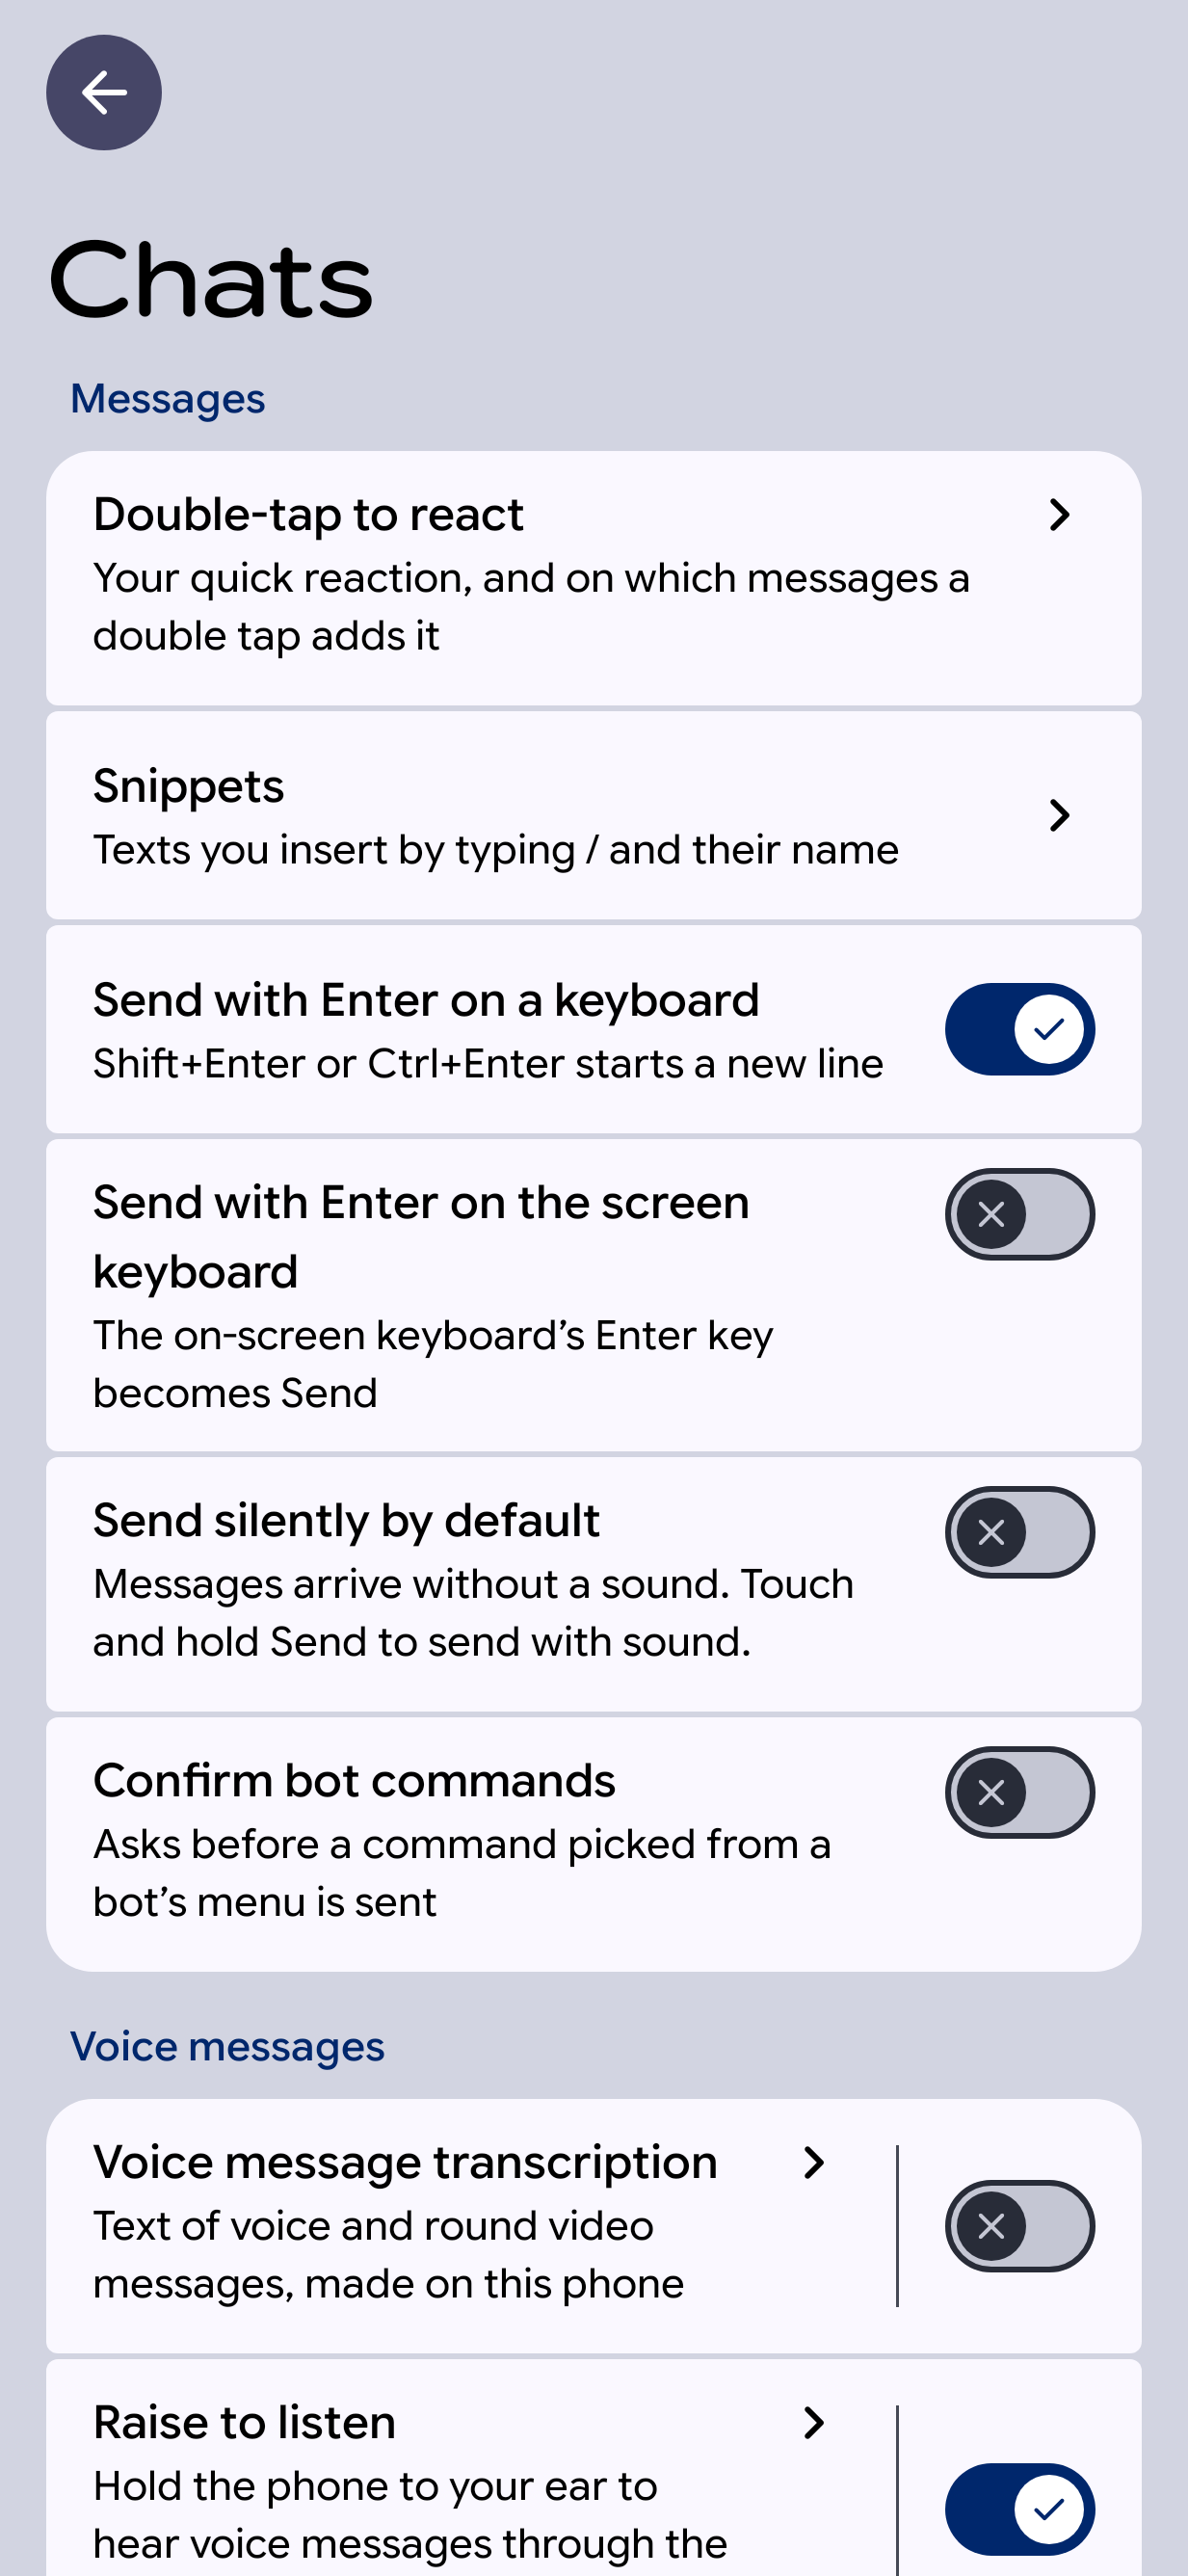 Chats
Messages
Double-tap to react
Your quick reaction, and on which messages a
double tap adds it
Snippets
Texts you insert by typing / and their name
Send with Enter on a keyboard
Shift+Enter or Ctrl+Enter starts a new line
Send with Enter on the screen
keyboard
The on-screen keyboard’s Enter key
becomes Send
Send silently by default
Messages arrive without a sound. Touch
and hold Send to send with sound.
Confirm bot commands
Asks before a command picked from a
bot’s menu is sent
Voice messages
Voice message transcription
Text of voice and round video
messages, made on this phone
Raise to listen
Hold the phone to your ear to
hear voice messages through the